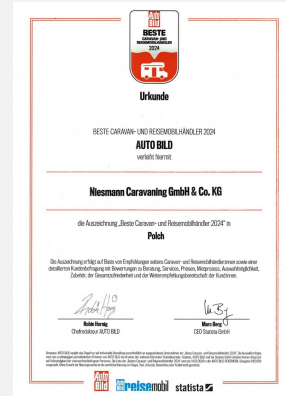 Auto
Bild
BESTE
CARAVAN- UND
REISEMOBILHÄNDLER
2024
Urkunde
BESTE CARAVAN- UND REISEMOBILHÄNDLER 2024
AUTO BILD
verleiht hiermit
Niesmann Caravaning GmbH & Co. KG
die Auszeichnung „Beste Caravan- und Reisemobilhändler 2024“ in
Polch
Die Auszeichnung erfolgt auf Basis von Empfehlungen seitens Caravan- und Reisemobilhändler:innen sowie einer
detaillierten Kundenbefragung mit Bewertungen zu Beratung, Services, Preisen, Mietprozess, Auswahlmöglichkeit,
Zubehör, der Gesamtzufriedenheit und der Weiterempfehlungsbereitschaft der Kund:innen.
Robin Hornig
Chefredakteur AUTO BILD
Marc Berg
CEO Statista GmbH
Auto
Bild
reisemobil
statista